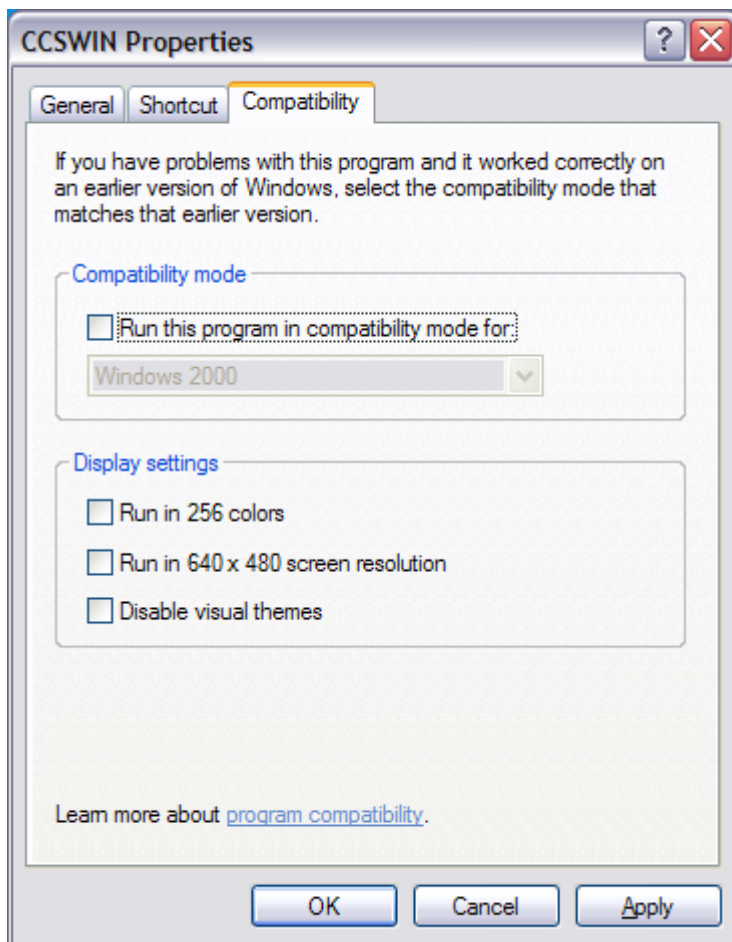 CCSWIN Properties
General Shortcut Compatibility
If you have problems with this program and it worked correctly on
an earlier version of Windows, select the compatibility mode that
matches that earlier version.
Compatibility mode
Run this program in compatibility mode for:
Windows 2000
Display settings
Run in 256 colors
Run in 640 x 480 screen resolution
Disable visual themes
Learn more about program compatibility.
OK Cancel Apply